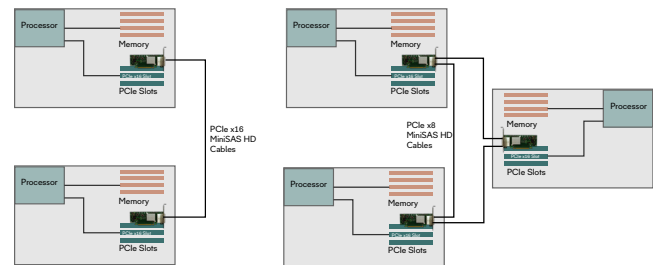 Processor
Memory
PCIe x16 Slot
PCIe Slots
Processor
Memory
PCIe x16 Slot
PCIe Slots
PCIe x16
MiniSAS HD
Cables
Processor
Memory
PCIe x16 Slot
PCIe Slots
Processor
Memory
PCIe x16 Slot
PCIe Slots
PCIe x8
MiniSAS HD
Cables
Processor
Memory
PCIe x16 Slot
PCIe Slots